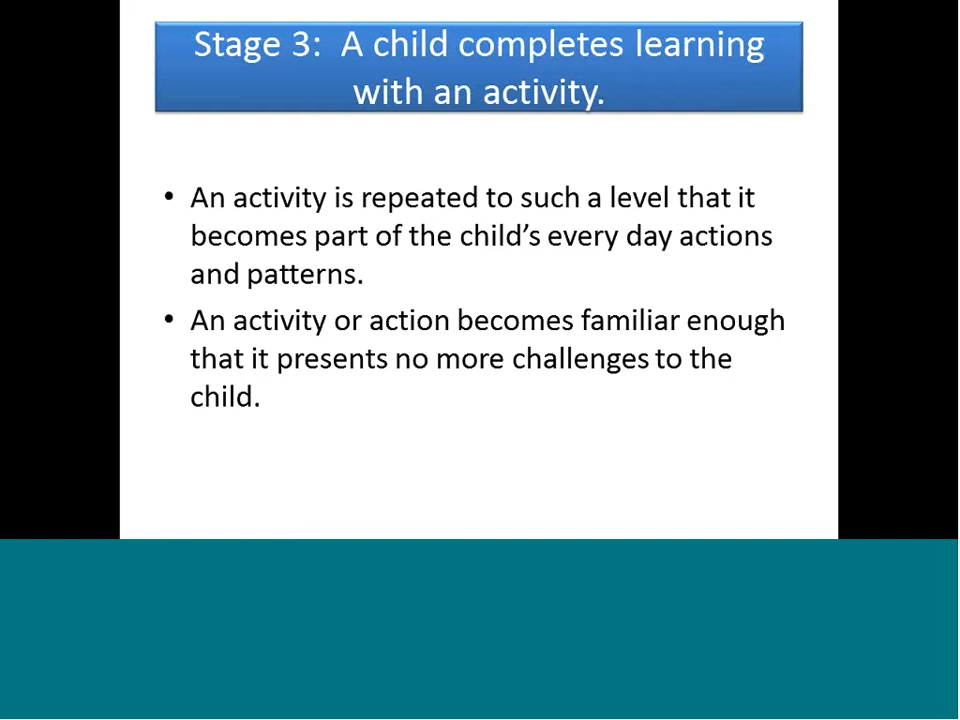 Stage 3:  A child completes learning
with an activity.
• An activity is repeated to such a level that it
becomes part of the child’s every day actions
and patterns.
• An activity or action becomes familiar enough
that it presents no more challenges to the
child.